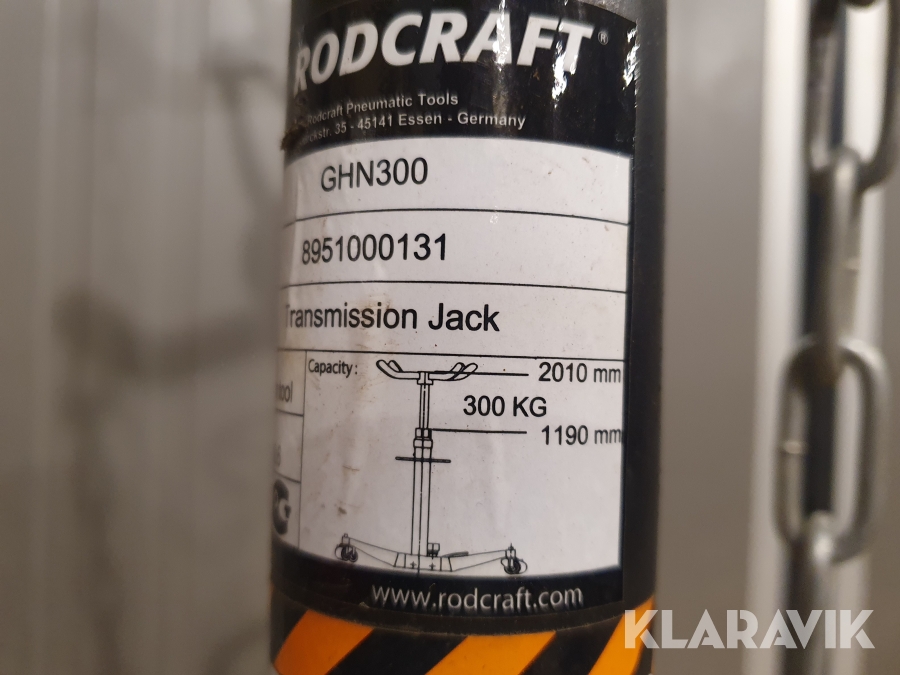 RODCRAFT®
Rodcraft Pneumatic Tools
35 - 45141 Essen - Germany
GHN300
8951000131
Transmission Jack
Capacity:
2010 mm
300 KG
1190 mm
www.rodcraft.com
KLARAVIK